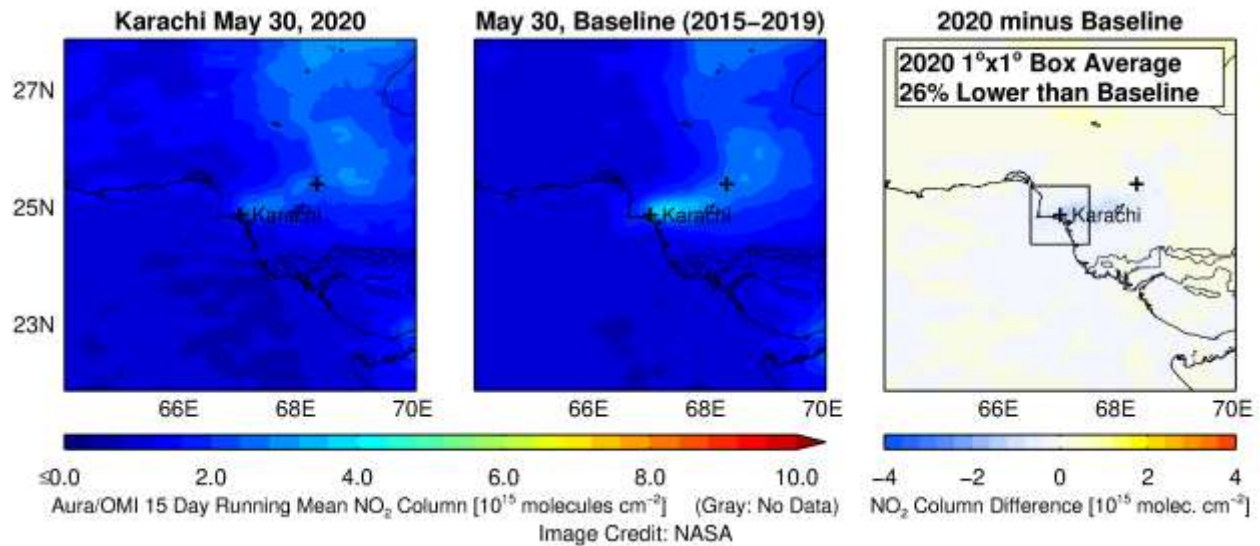 Karachi May 30, 2020
May 30, Baseline (2015−2019)
2020 minus Baseline
2020 1°x1° Box Average
26% Lower than Baseline
27N
25N
23N
Karachi
Karachi
Karachi
66E 68E 70E
66E 68E 70E
66E 68E 70E
≤0.0 2.0 4.0 6.0 8.0 10.0
−4 −2 0 2 4
Aura/OMI 15 Day Running Mean NO₂ Column [10¹⁵ molecules cm⁻²] (Gray: No Data)
NO₂ Column Difference [10¹⁵ molec. cm⁻²]
Image Credit: NASA